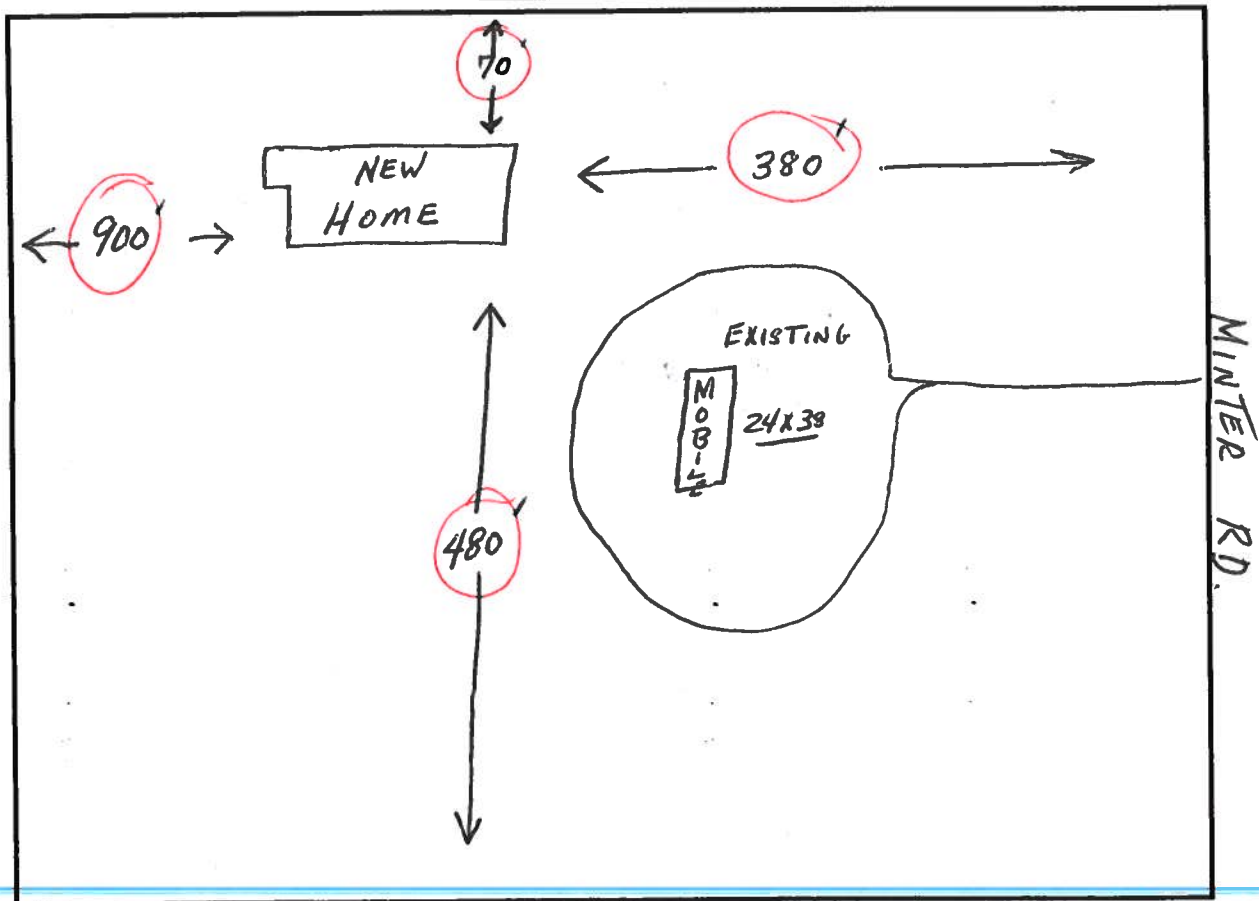 70'
NEW
HOME
380'
900'
EXISTING
MOBILE
24X38
480'
MINTER RD.